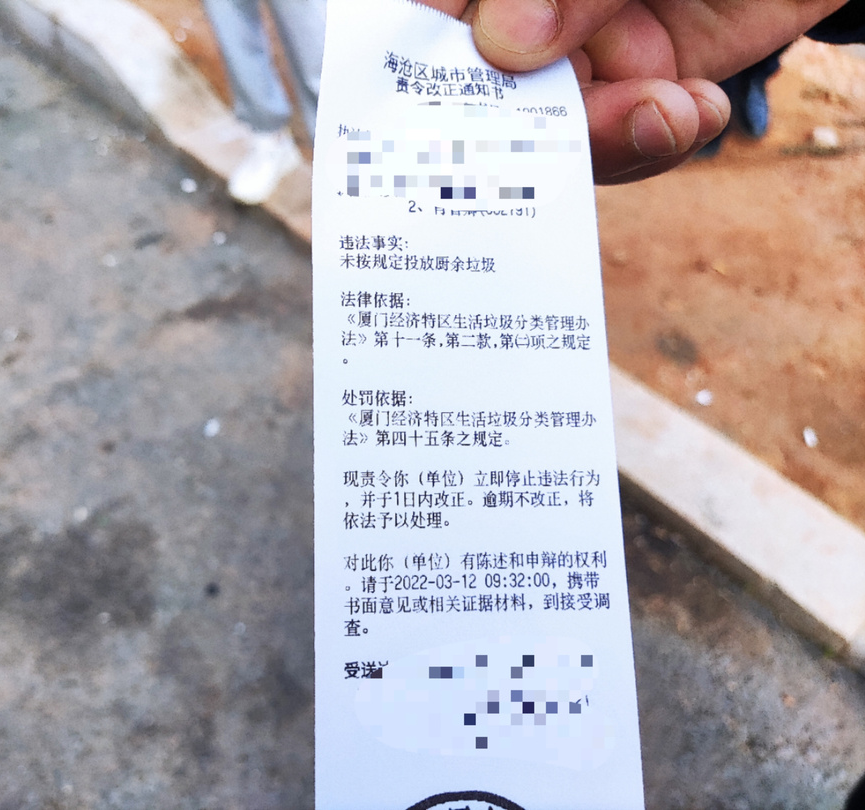 海沧区城市管理局
责令改正通知书
1001866
2、
违法事实:
未按规定投放厨余垃圾
法律依据:
《厦门经济特区生活垃圾分类管理办
法》第十一条,第二款,第㈡项之规定
。
处罚依据:
《厦门经济特区生活垃圾分类管理办
法》第四十五条之规定。
现责令你（单位）立即停止违法行为
，并于1日内改正。逾期不改正，将
依法予以处理。
对此你（单位）有陈述和申辩的权利
。请于2022-03-12 09:32:00，携带
书面意见或相关证据材料，到接受调
查。
受送